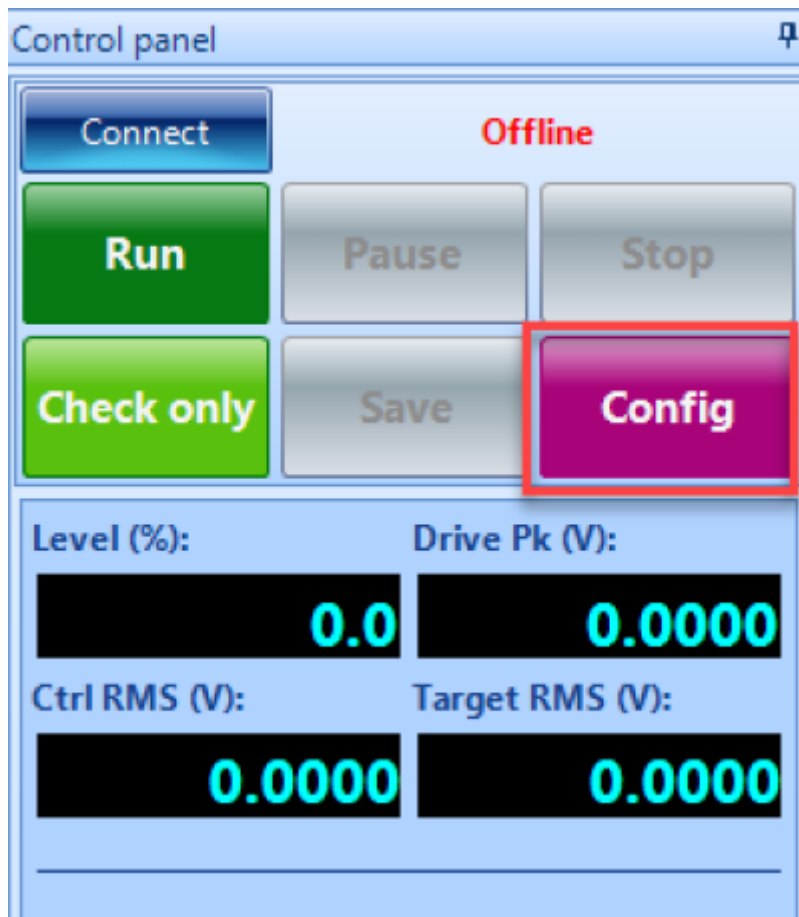 Control panel
Connect Offline
Run Pause Stop
Check only Save Config
Level (%): Drive Pk (V):
0.0 0.0000
Ctrl RMS (V): Target RMS (V):
0.0000 0.0000